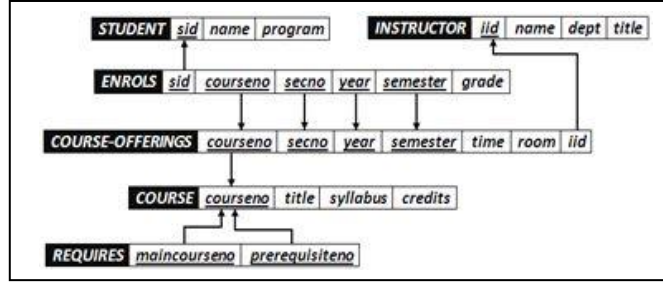 STUDENT sid name program INSTRUCTOR iid name dept title
ENROLS sid courseno secno year semester grade
COURSE-OFFERINGS courseno secno year semester time room iid
COURSE courseno title syllabus credits
REQUIRES maincourseno prerequisiteno